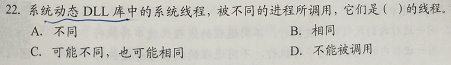 22. 系统动态 DLL 库中的系统线程，被不同的进程所调用，它们是（ ）的线程。
A. 不同 B. 相同
C. 可能不同，也可能相同 D. 不能被调用